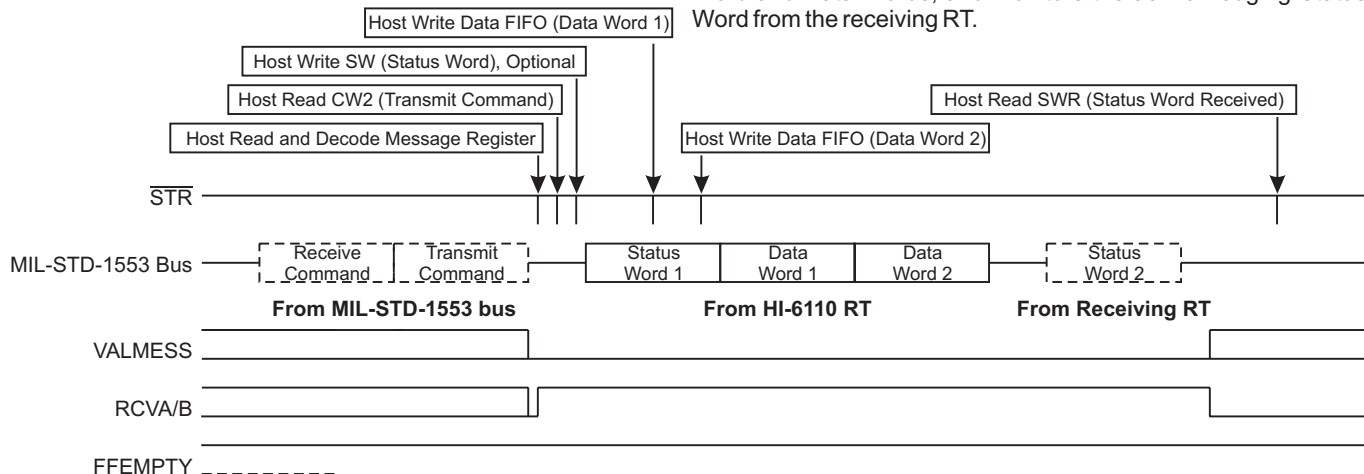 Word from the receiving RT.
Host Write Data FIFO (Data Word 1)
Host Write SW (Status Word), Optional
Host Read CW2 (Transmit Command)
Host Read SWR (Status Word Received)
Host Read and Decode Message Register
Host Write Data FIFO (Data Word 2)
STR
MIL-STD-1553 Bus
Receive
Command
Transmit
Command
Status
Word 1
Data
Word 1
Data
Word 2
Status
Word 2
From MIL-STD-1553 bus
From HI-6110 RT
From Receiving RT
VALMESS
RCVA/B
FFEMPTY